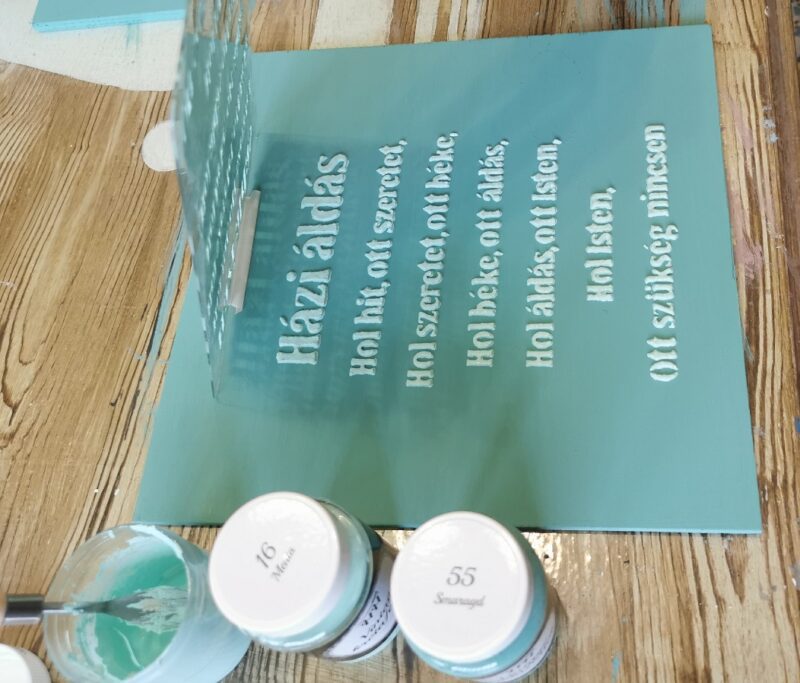 Házi áldás
Hol hit, ott szeretet,
Hol szeretet, ott béke,
Hol béke, ott áldás,
Hol áldás, ott Isten,
Hol Isten,
Ott szükség nincsen
16
55
Smaragd